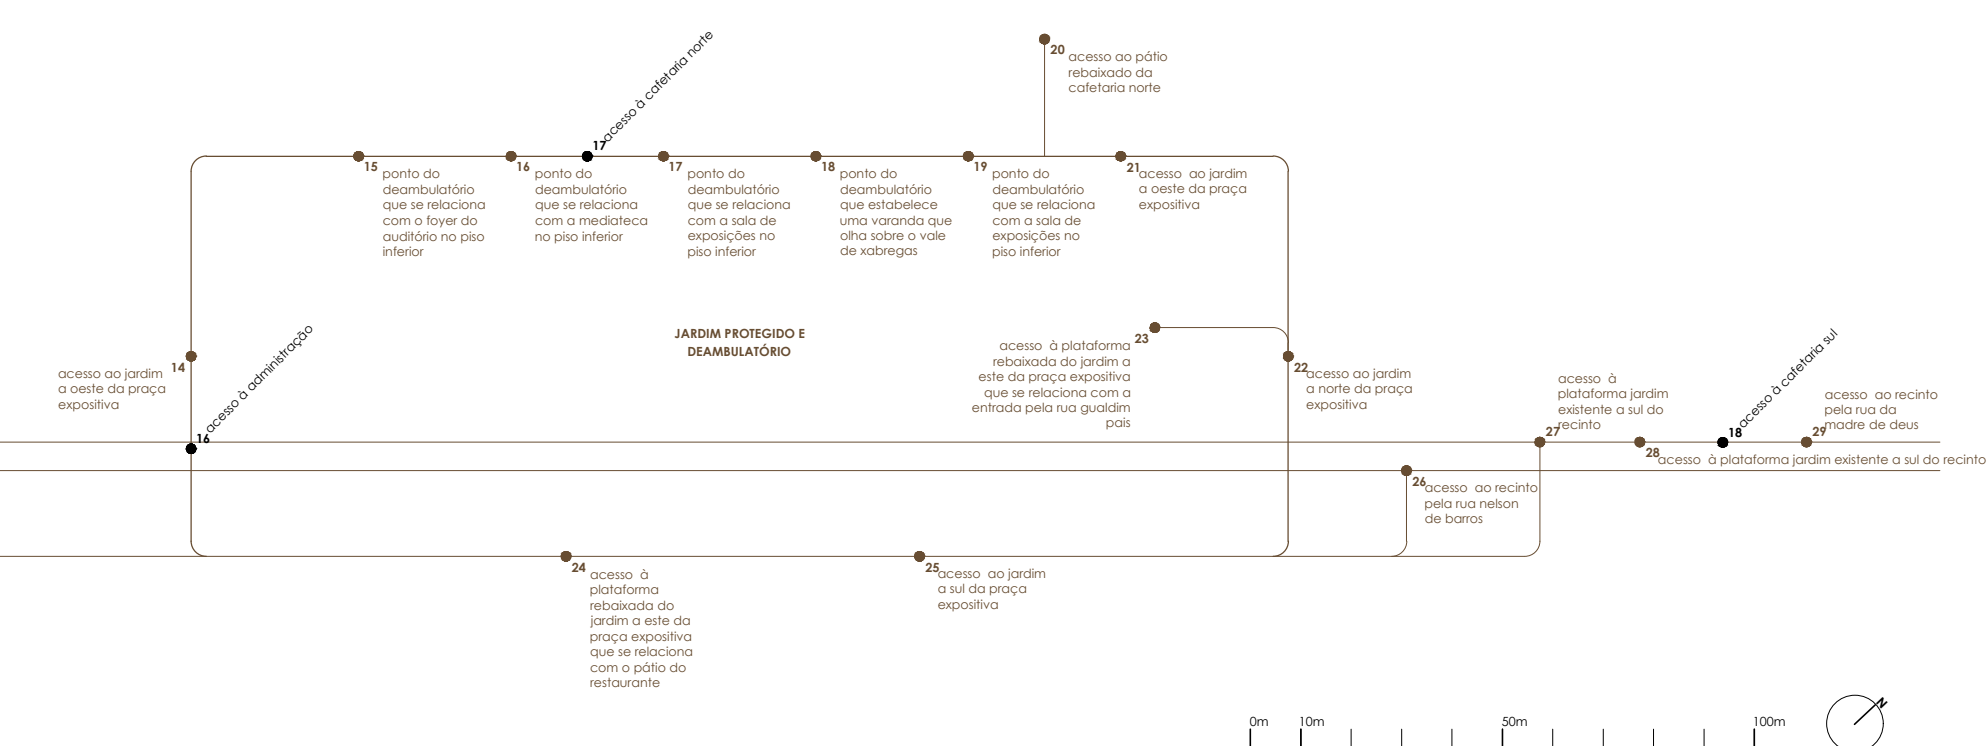 acesso à cafetaria norte
17
20
acesso ao pátio
rebaixado da
cafetaria norte
15
ponto do
deambulatório
que se relaciona
com o foyer do
auditório no piso
inferior
16
ponto do
deambulatório
que se relaciona
com a mediateca
no piso inferior
17
ponto do
deambulatório
que se relaciona
com a sala de
exposições no
piso inferior
18
ponto do
deambulatório
que estabelece
uma varanda que
olha sobre o vale
de xabregas
19
ponto do
deambulatório
que se relaciona
com a sala de
exposições no
piso inferior
21
acesso ao jardim
a oeste da praça
expositiva
JARDIM PROTEGIDO E
DEAMBULATÓRIO
14
acesso ao jardim
a oeste da praça
expositiva
acesso à administração
16
23
acesso à plataforma
rebaixada do jardim a
este da praça expositiva
que se relaciona com a
entrada pela rua gualdim
pais
22
acesso ao jardim
a norte da praça
expositiva
acesso à
plataforma jardim
existente a sul do
recinto
27
acesso à cafetaria sul
18
acesso ao recinto
pela rua da
madre de deus
29
28
acesso à plataforma jardim existente a sul do recinto
26
acesso ao recinto
pela rua nelson
de barros
24
acesso à
plataforma
rebaixada do
jardim a este da
praça expositiva
que se relaciona
com o pátio do
restaurante
25
acesso ao jardim
a sul da praça
expositiva
0m 10m 50m 100m
N